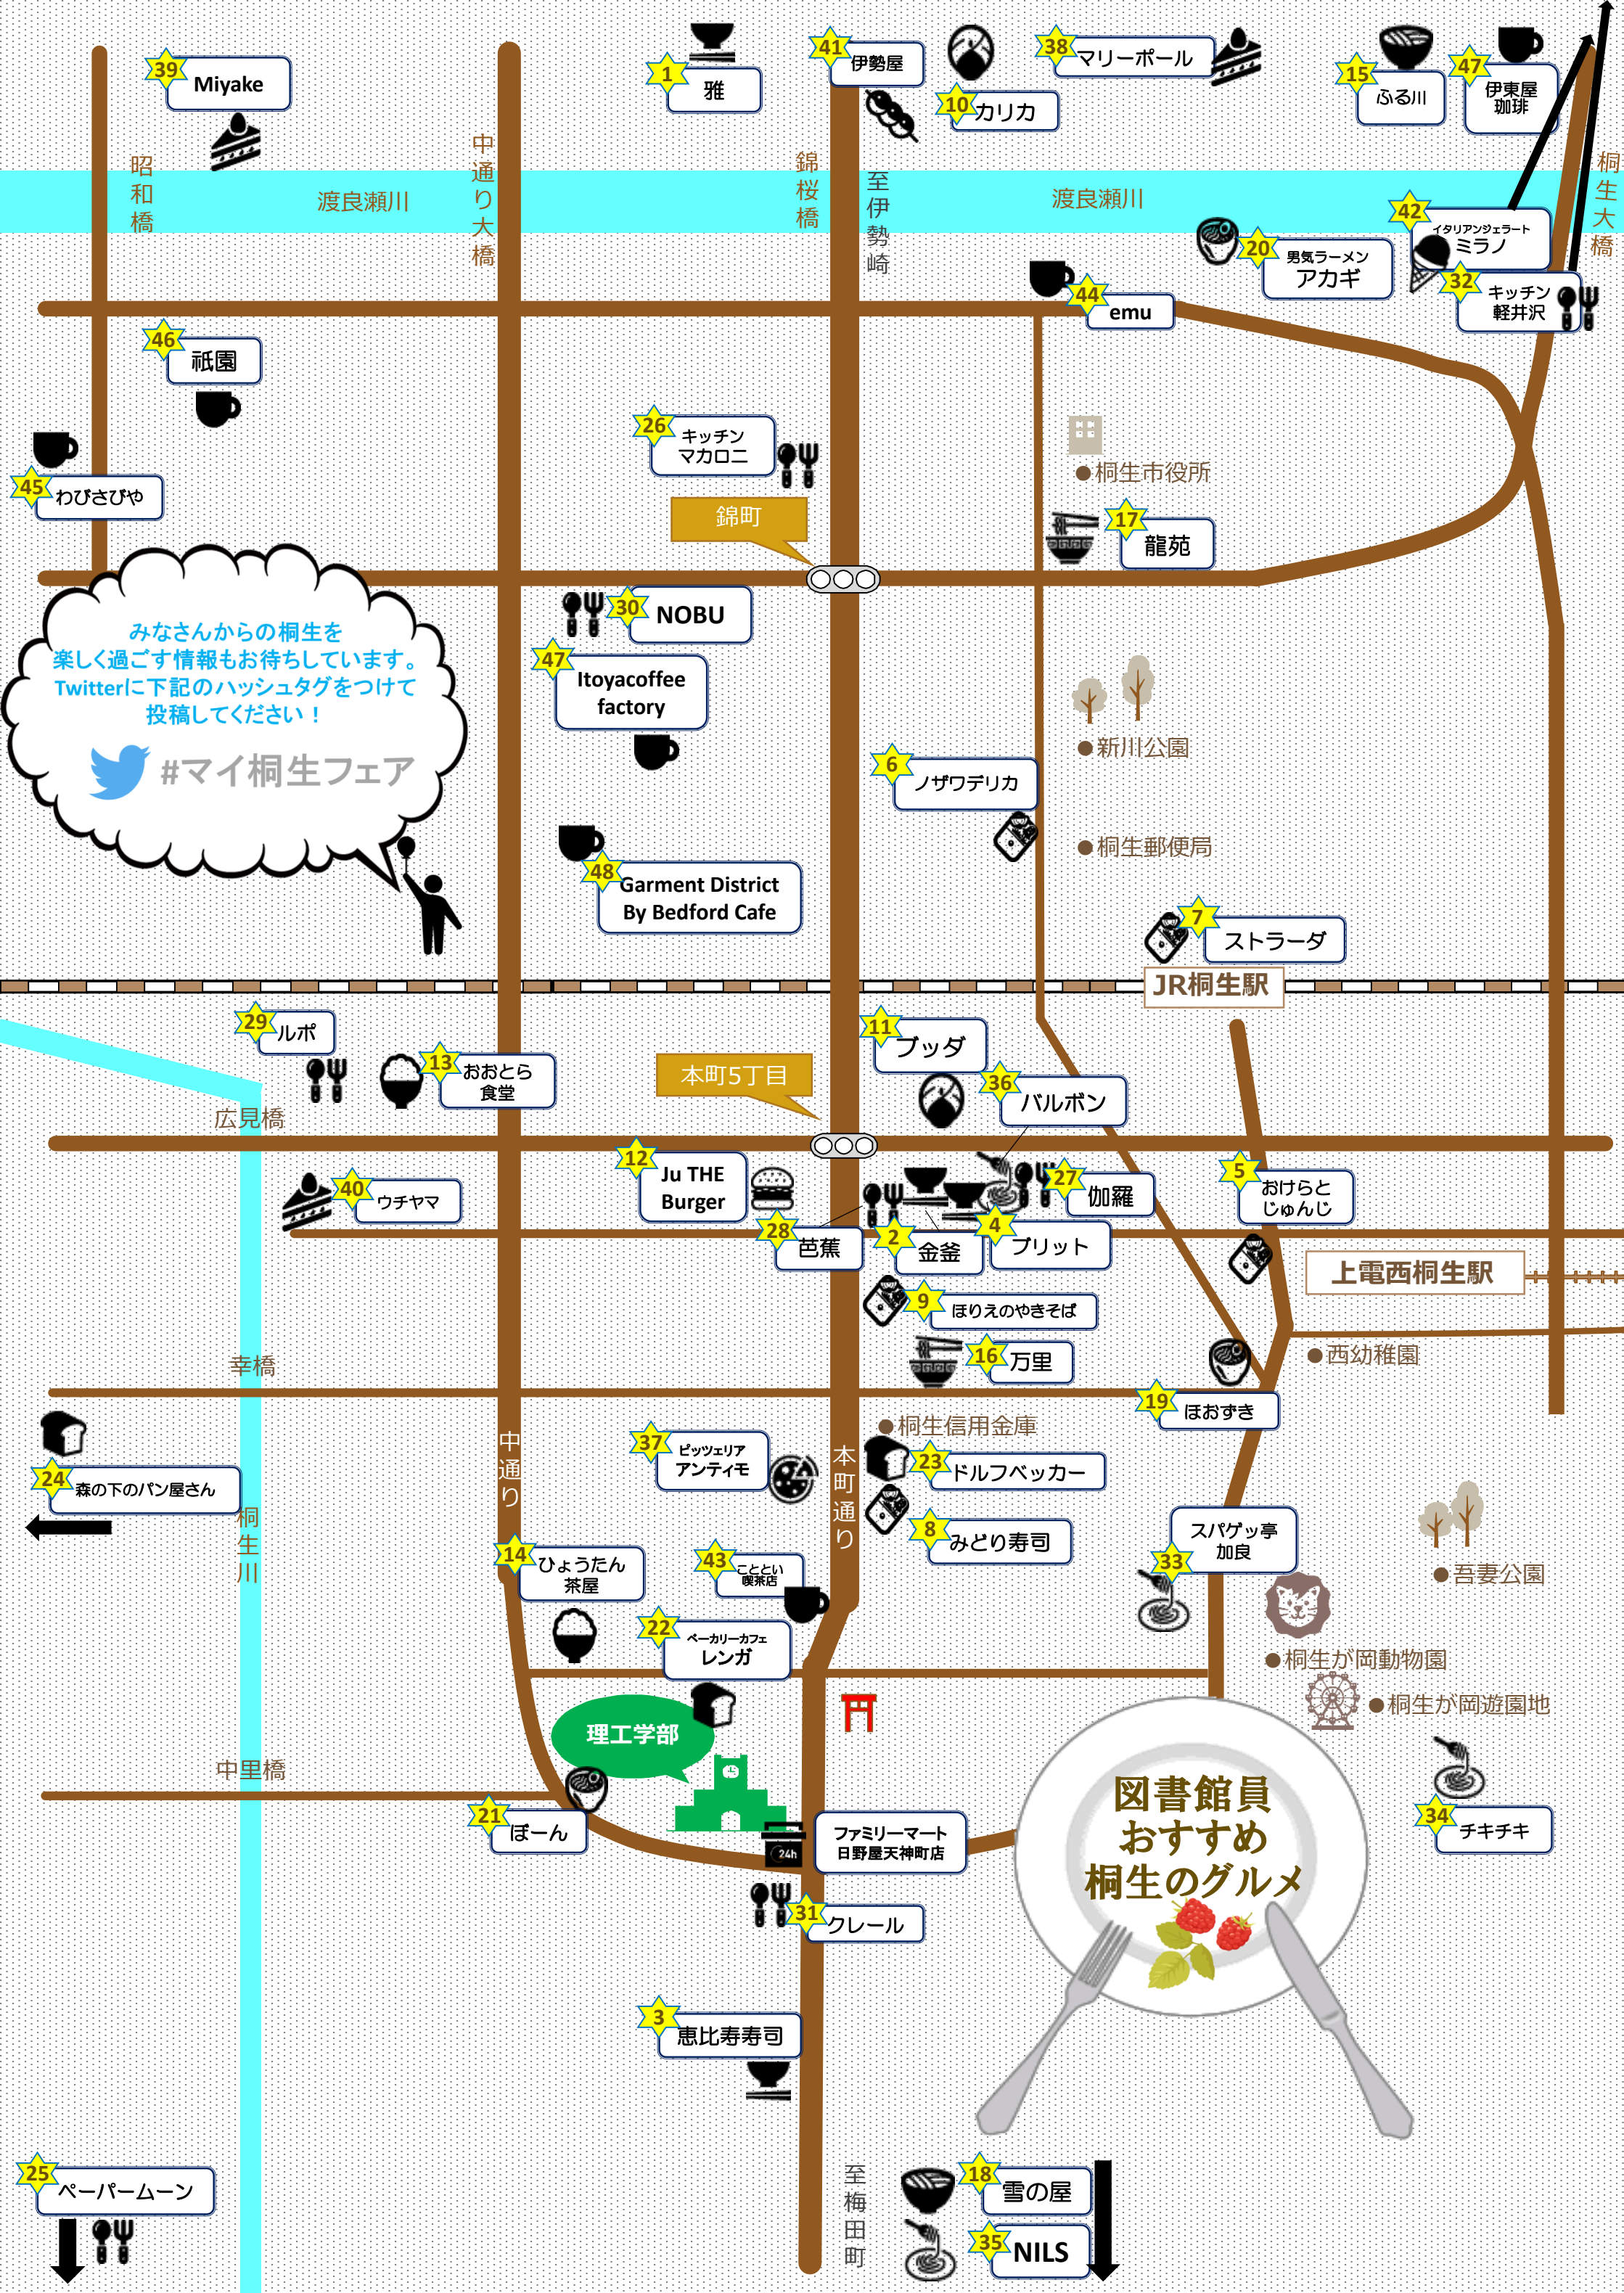 39
Miyake
1
雅
41
伊勢屋
10
カリカ
38
マリーポール
15
ふる川
47
伊東屋
珈琲
昭和橋
渡良瀬川
中通り大橋
錦桜橋
至伊勢崎
渡良瀬川
桐生大橋
42
イタリアンジェラート
ミラノ
20
男気ラーメン
アカギ
32
キッチン
軽井沢
44
emu
46
祇園
45
わびさびや
26
キッチン
マカロニ
錦町
●桐生市役所
17
龍苑
みなさんからの桐生を
楽しく過ごす情報もお待ちしています。
Twitterに下記のハッシュタグをつけて
投稿してください！
#マイ桐生フェア
30
NOBU
47
Itoyacoffee
factory
●新川公園
6
ノザワデリカ
●桐生郵便局
48
Garment District
By Bedford Cafe
7
ストラーダ
JR桐生駅
29
ルポ
13
おおとら
食堂
本町5丁目
11
ブッダ
36
バルボン
広見橋
12
Ju THE
Burger
40
ウチヤマ
27
伽羅
5
おけらと
じゅんじ
28
芭蕉
2
金釜
4
ブリット
上電西桐生駅
9
ほりえのやきそば
16
万里
●西幼稚園
幸橋
19
ほおずき
●桐生信用金庫
24
森の下のパン屋さん
桐生川
中通り
37
ピッツェリア
アンティモ
本町通り
23
ドルフベッカー
8
みどり寿司
33
スパゲッ亭
加良
●吾妻公園
14
ひょうたん
茶屋
43
こととい
喫茶店
22
ベーカリーカフェ
レンガ
●桐生が岡動物園
●桐生が岡遊園地
理工学部
中里橋
21
ぼーん
24h
ファミリーマート
日野屋天神町店
31
クレール
図書館員
おすすめ
桐生のグルメ
34
チキチキ
3
恵比寿寿司
25
ペーパームーン
至梅田町
18
雪の屋
35
NILS